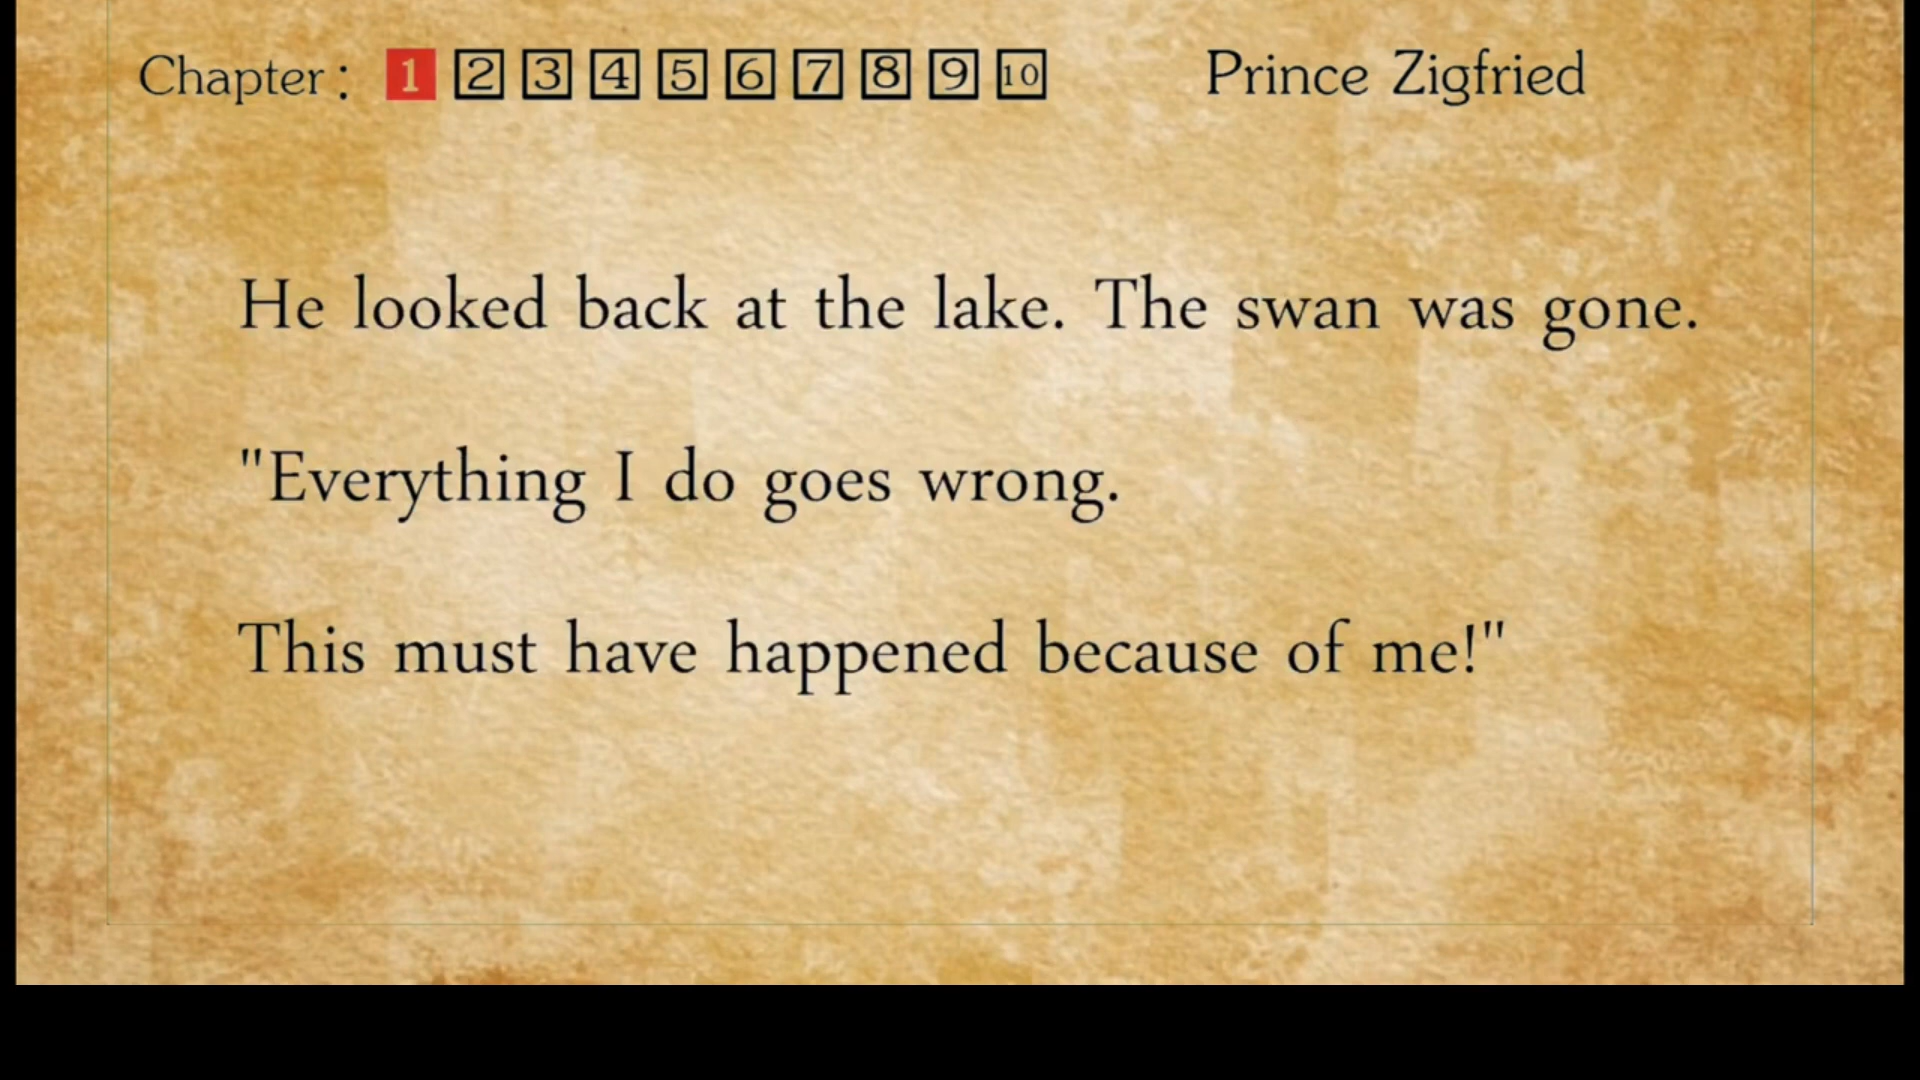 Chapter: 1 2 3 4 5 6 7 8 9 10 Prince Zigfried
He looked back at the lake. The swan was gone.
"Everything I do goes wrong.
This must have happened because of me!"